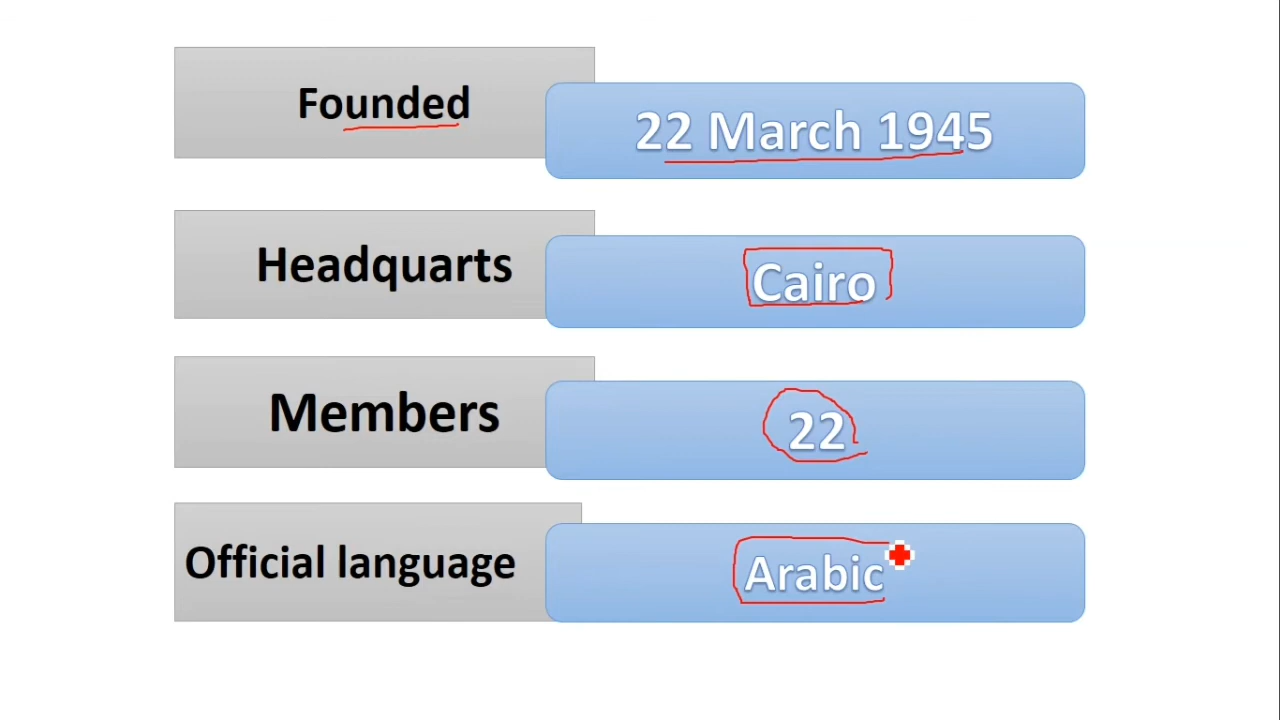 Founded
22 March 1945
Headquarts
Cairo
Members
22
Official language
Arabic